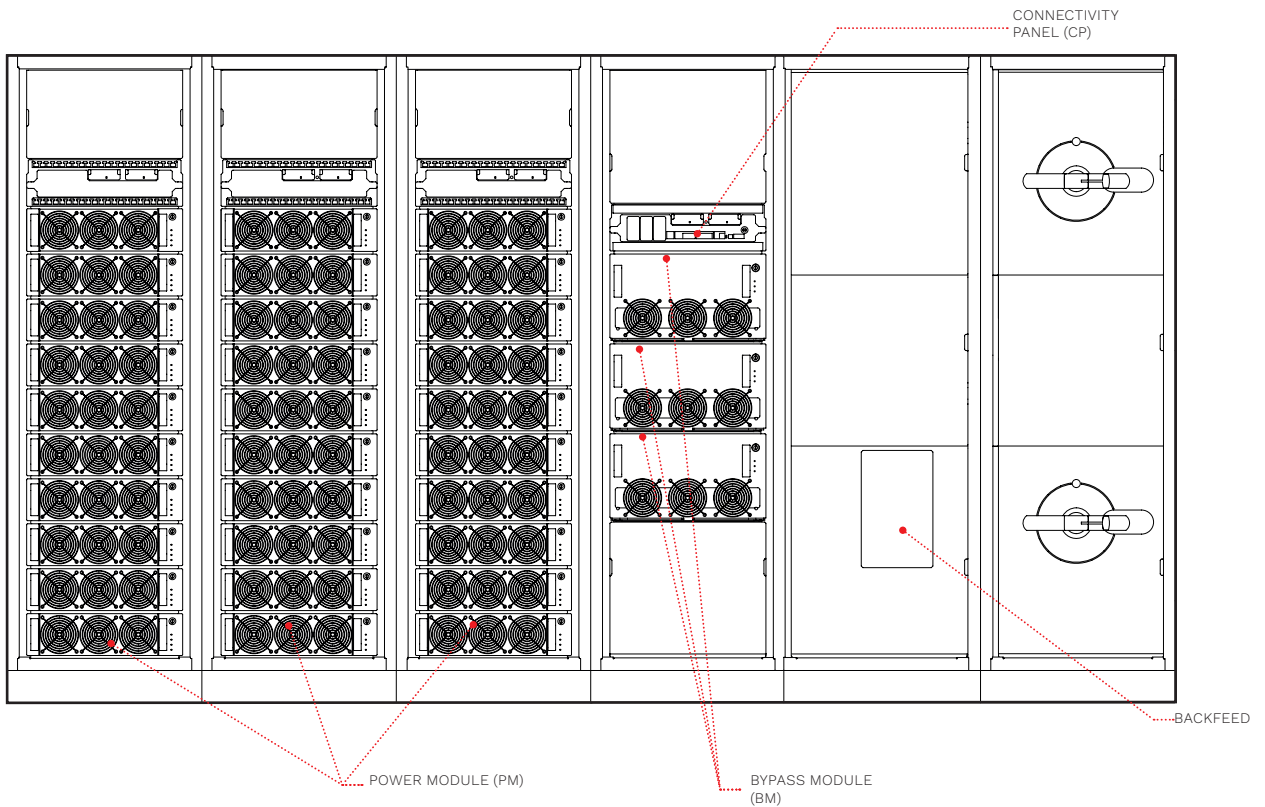 CONNECTIVITY
PANEL (CP)
BACKFEED
POWER MODULE (PM)
BYPASS MODULE
(BM)